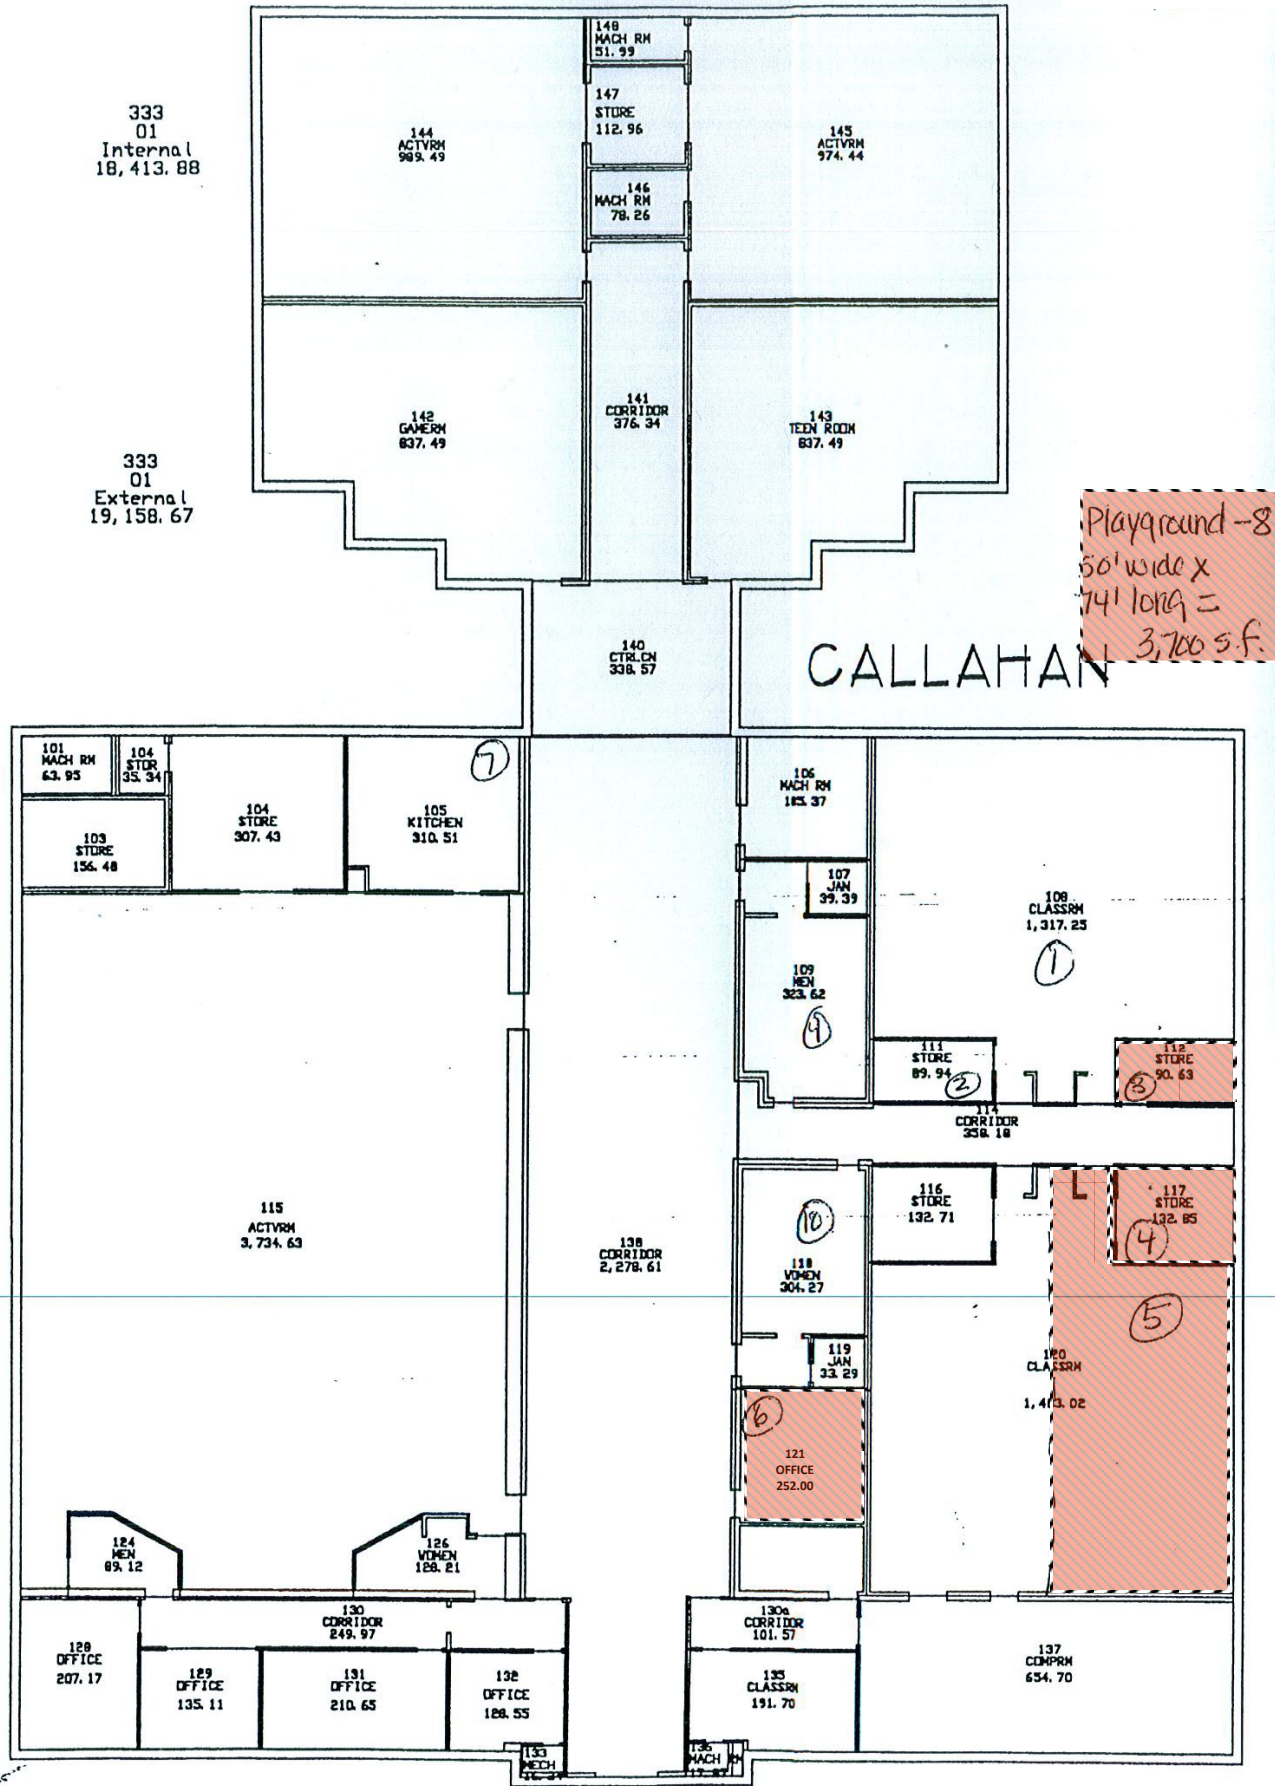 148
MACH RM
51.99
147
STORE
112.96
333
01
Internal
18,413.88
144
ACTVRM
989.49
145
ACTVRM
974.44
146
MACH RM
78.26
142
GAMERM
837.49
141
CORRIDOR
376.34
143
TEEN ROOM
837.49
333
01
External
19,158.67
Playground - 8
50' wide x
74' long =
3,700 s.f.
140
CTRLCN
338.57
CALLAHAN
101
MACH RM
63.95
104
STOR
35.34
103
STORE
156.48
104
STORE
307.43
105
KITCHEN
310.51
7
106
MACH RM
185.37
107
JAN
39.39
108
CLASSRM
1,317.25
1
109
MEN
323.62
9
111
STORE
89.94
2
112
STORE
90.63
3
114
CORRIDOR
358.18
115
ACTVRM
3,734.63
138
CORRIDOR
2,278.61
10
118
WOMEN
304.27
116
STORE
132.71
117
STORE
132.85
4
5
119
JAN
33.29
120
CLASSRM
1,413.02
6
121
OFFICE
252.00
124
MEN
89.12
126
WOMEN
128.21
130
CORRIDOR
249.97
130a
CORRIDOR
101.57
128
OFFICE
207.17
129
OFFICE
135.11
131
OFFICE
210.65
132
OFFICE
128.55
135
CLASSRM
191.70
137
COMPRM
654.70
133
MECH
136
MACH RM